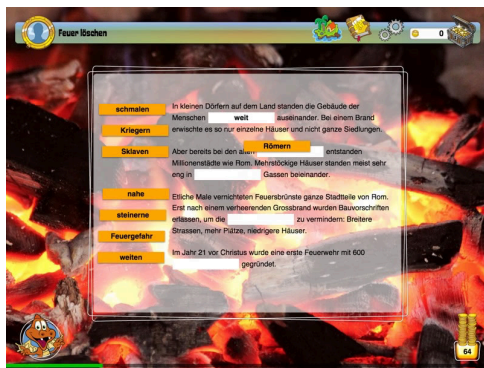 Feuer löschen
0
schmalen
Kriegern
Sklaven
nahe
steinerne
Feuergefahr
weiten
In kleinen Dörfern auf dem Land standen die Gebäude der
Menschen weit auseinander. Bei einem Brand
erwischte es so nur einzelne Häuser und nicht ganze Siedlungen.
Römern
Aber bereits bei den alten entstanden
Millionenstädte wie Rom. Mehrstöckige Häuser standen meist sehr
eng in Gassen beieinander.
Etliche Male vernichteten Feuersbrünste ganze Stadtteile von Rom.
Erst nach einem verheerenden Grossbrand wurden Bauvorschriften
erlassen, um die zu vermindern: Breitere
Strassen, mehr Plätze, niedrigere Häuser.
Im Jahr 21 vor Christus wurde eine erste Feuerwehr mit 600
gegründet.
64